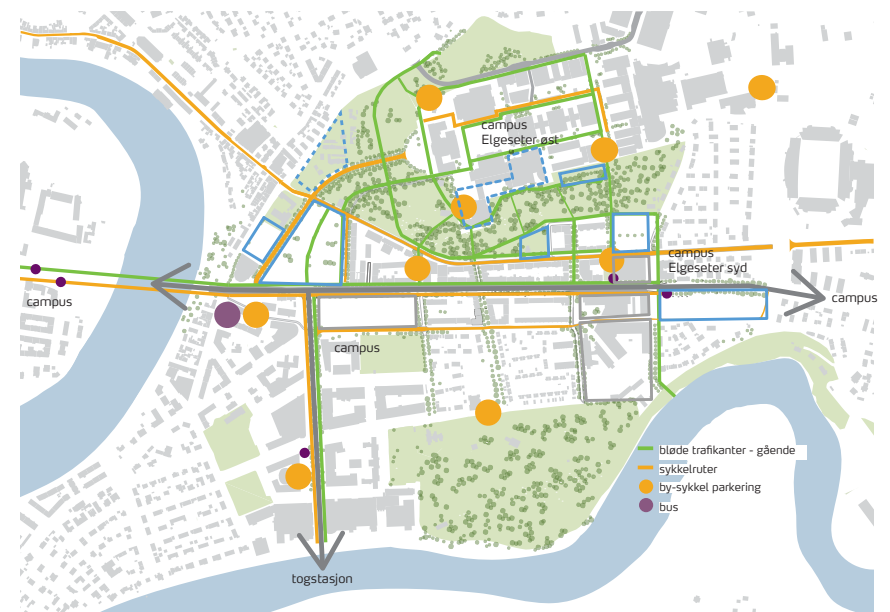 campus
Elgeseter øst
campus
Elgeseter syd
campus
campus
campus
bløde trafikanter - gående
sykkelruter
by-sykkel parkering
bus
togstasjon